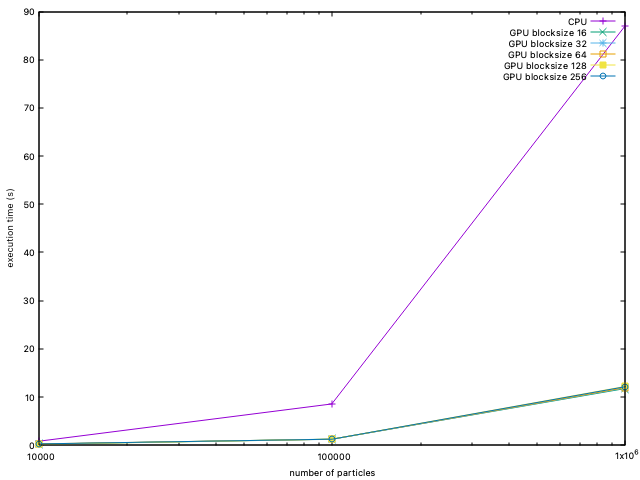 90
80
70
60
50
40
30
20
10
0
execution time (s)
CPU
GPU blocksize 16
GPU blocksize 32
GPU blocksize 64
GPU blocksize 128
GPU blocksize 256
10000
100000
1x10⁶
number of particles